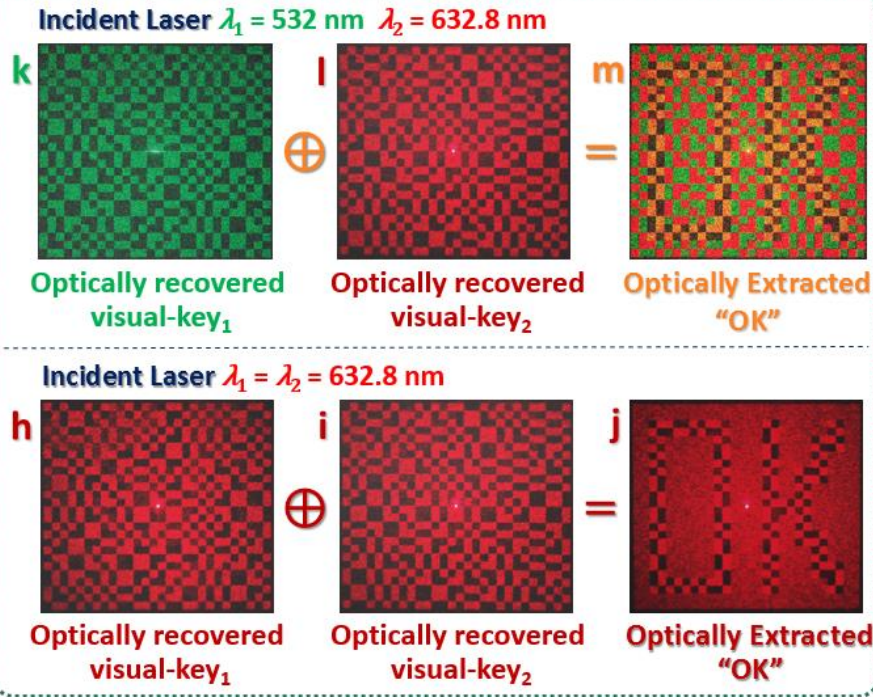 Incident Laser λ₁ = 532 nm λ₂ = 632.8 nm
k l m
⊕ =
Optically recovered visual-key₁
Optically recovered visual-key₂
Optically Extracted “OK”
Incident Laser λ₁ = λ₂ = 632.8 nm
h i j
⊕ =
OK
Optically recovered visual-key₁
Optically recovered visual-key₂
Optically Extracted “OK”